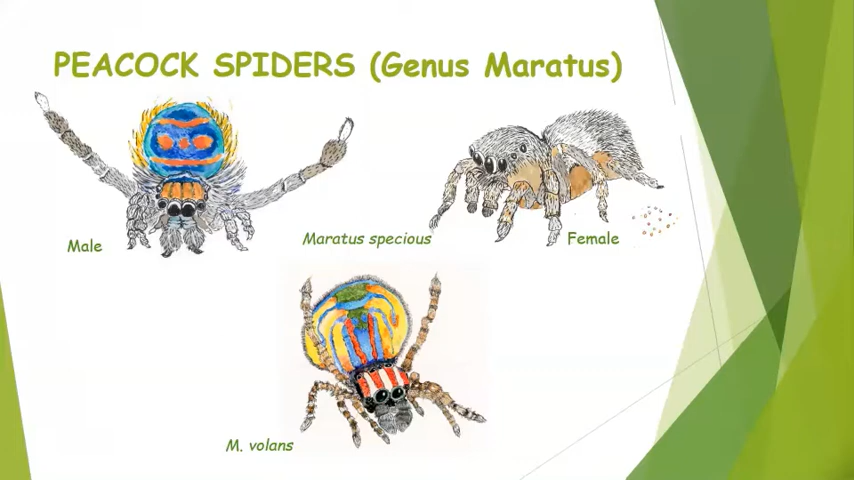 PEACOCK SPIDERS (Genus Maratus)
Male
Maratus specious
Female
M. volans